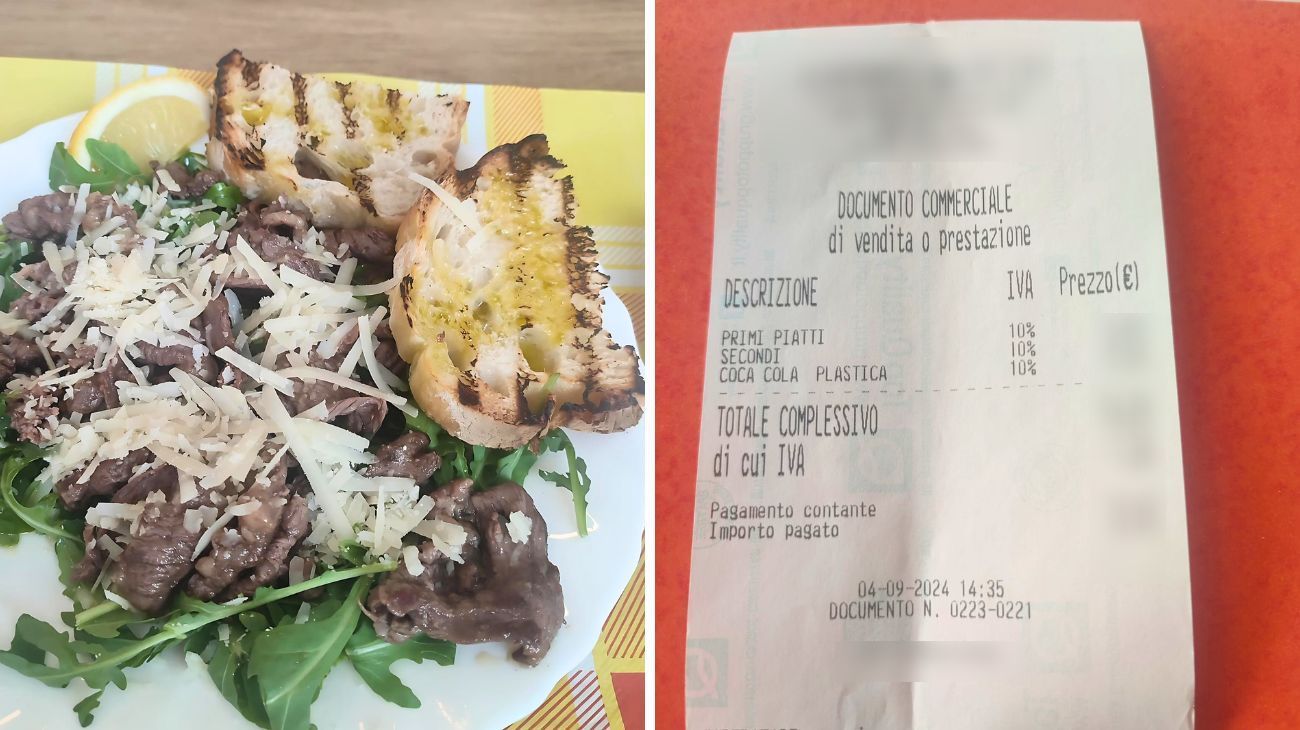 DOCUMENTO COMMERCIALE
di vendita o prestazione
DESCRIZIONE IVA Prezzo(€)
PRIMI PIATTI 10%
SECONDI 10%
COCA COLA PLASTICA 10%
TOTALE COMPLESSIVO
di cui IVA
Pagamento contante
Importo pagato
04-09-2024 14:35
DOCUMENTO N. 0223-0221